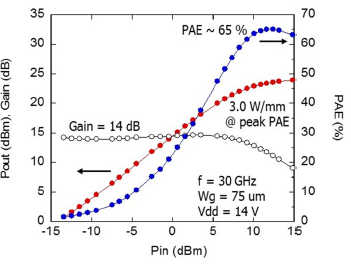 35
30
25
20
15
10
5
0
Pout (dBm), Gain (dB)
70
60
50
40
30
20
10
0
PAE (%)
PAE ~ 65 %
3.0 W/mm
@ peak PAE
Gain = 14 dB
f = 30 GHz
Wg = 75 um
Vdd = 14 V
-15 -10 -5 0 5 10 15
Pin (dBm)